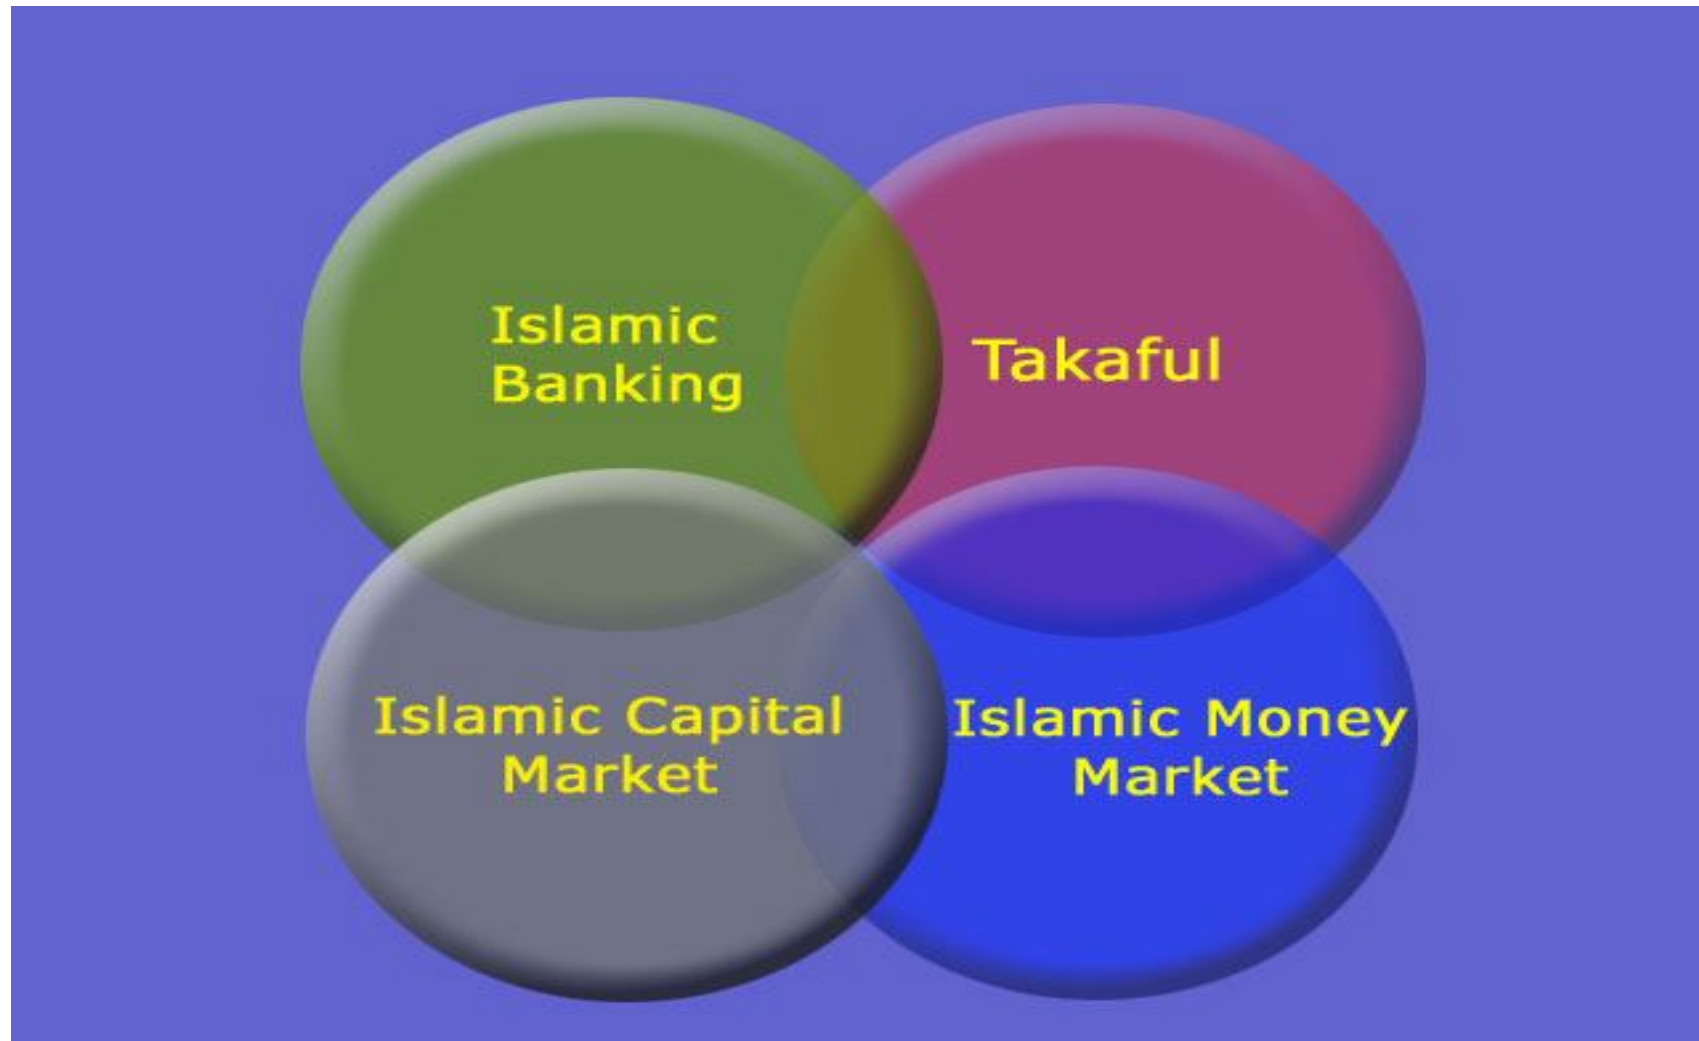 Islamic
Banking
Takaful
Islamic Capital
Market
Islamic Money
Market